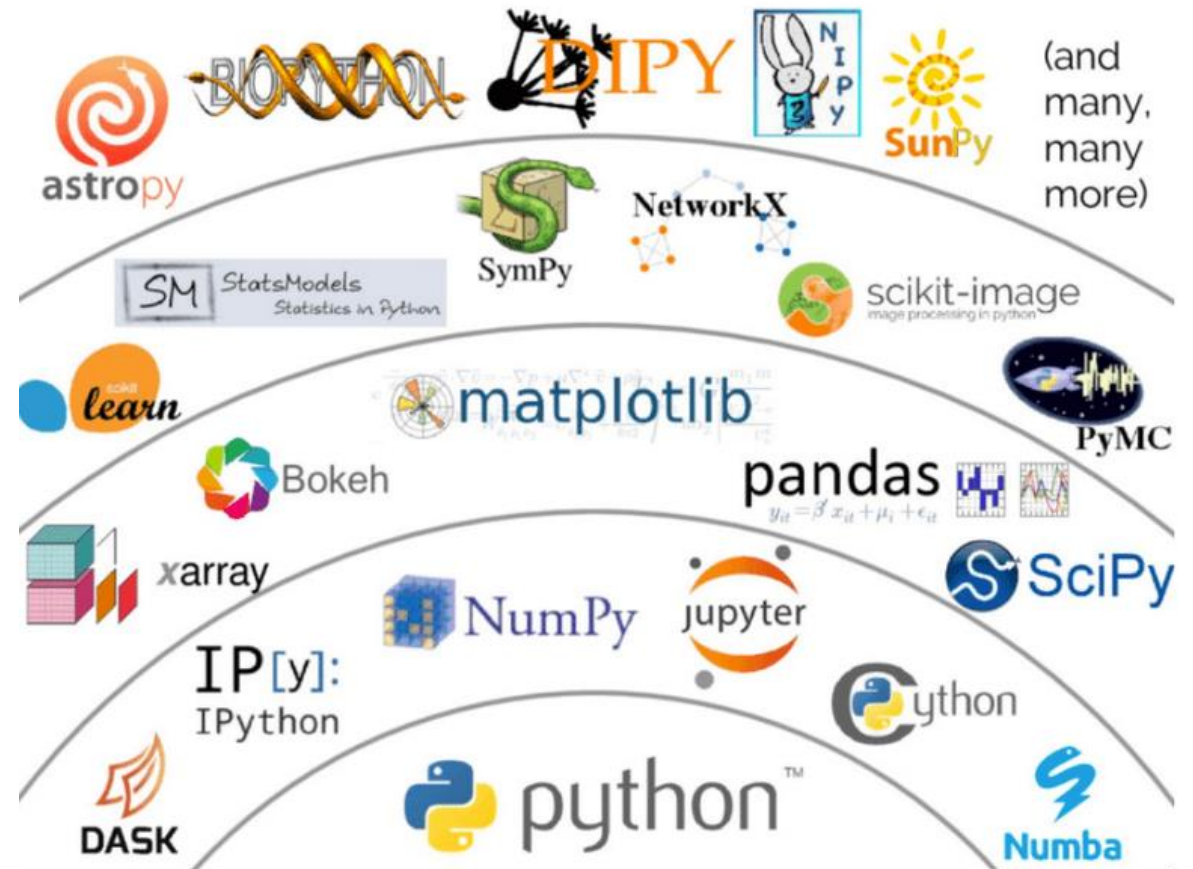 BIOPYTHON
DIPY
NIPY
SunPy
(and
many,
many
more)
astropy
SymPy
NetworkX
SM StatsModels
Statistics in Python
scikit-image
image processing in python
scikit
learn
matplotlib
PyMC
Bokeh
pandas
xarray
SciPy
NumPy
jupyter
IP[y]:
IPython
Cython
DASK
python™
Numba